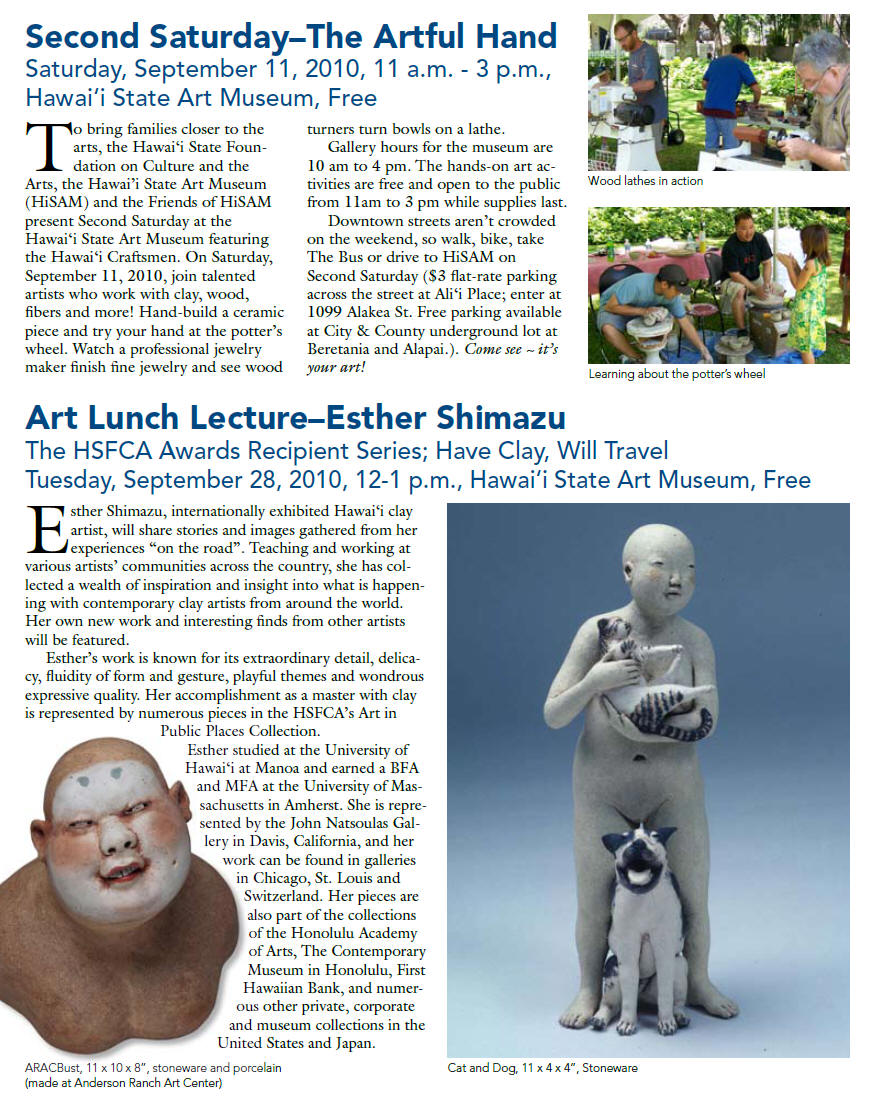 Second Saturday–The Artful Hand
Saturday, September 11, 2010, 11 a.m. - 3 p.m.,
Hawai‘i State Art Museum, Free
To bring families closer to the
arts, the Hawai‘i State Foun-
dation on Culture and the
Arts, the Hawai’i State Art Museum
(HiSAM) and the Friends of HiSAM
present Second Saturday at the
Hawai‘i State Art Museum featuring
the Hawai‘i Craftsmen. On Saturday,
September 11, 2010, join talented
artists who work with clay, wood,
fibers and more! Hand-build a ceramic
piece and try your hand at the potter’s
wheel. Watch a professional jewelry
maker finish fine jewelry and see wood
turners turn bowls on a lathe.
Gallery hours for the museum are
10 am to 4 pm. The hands-on art ac-
tivities are free and open to the public
from 11am to 3 pm while supplies last.
Downtown streets aren’t crowded
on the weekend, so walk, bike, take
The Bus or drive to HiSAM on
Second Saturday ($3 flat-rate parking
across the street at Ali‘i Place; enter at
1099 Alakea St. Free parking available
at City & County underground lot at
Beretania and Alapai.). Come see ~ it’s
your art!
Wood lathes in action
Learning about the potter’s wheel
Art Lunch Lecture–Esther Shimazu
The HSFCA Awards Recipient Series; Have Clay, Will Travel
Tuesday, September 28, 2010, 12-1 p.m., Hawai‘i State Art Museum, Free
Esther Shimazu, internationally exhibited Hawai‘i clay
artist, will share stories and images gathered from her
experiences “on the road”. Teaching and working at
various artists’ communities across the country, she has col-
lected a wealth of inspiration and insight into what is happen-
ing with contemporary clay artists from around the world.
Her own new work and interesting finds from other artists
will be featured.
Esther’s work is known for its extraordinary detail, delica-
cy, fluidity of form and gesture, playful themes and wondrous
expressive quality. Her accomplishment as a master with clay
is represented by numerous pieces in the HSFCA’s Art in
Public Places Collection.
Esther studied at the University of
Hawai‘i at Manoa and earned a BFA
and MFA at the University of Mas-
sachusetts in Amherst. She is repre-
sented by the John Natsoulas Gal-
lery in Davis, California, and her
work can be found in galleries
in Chicago, St. Louis and
Switzerland. Her pieces are
also part of the collections
of the Honolulu Academy
of Arts, The Contemporary
Museum in Honolulu, First
Hawaiian Bank, and numer-
ous other private, corporate
and museum collections in the
United States and Japan.
ARACBust, 11 x 10 x 8”, stoneware and porcelain
(made at Anderson Ranch Art Center)
Cat and Dog, 11 x 4 x 4”, Stoneware